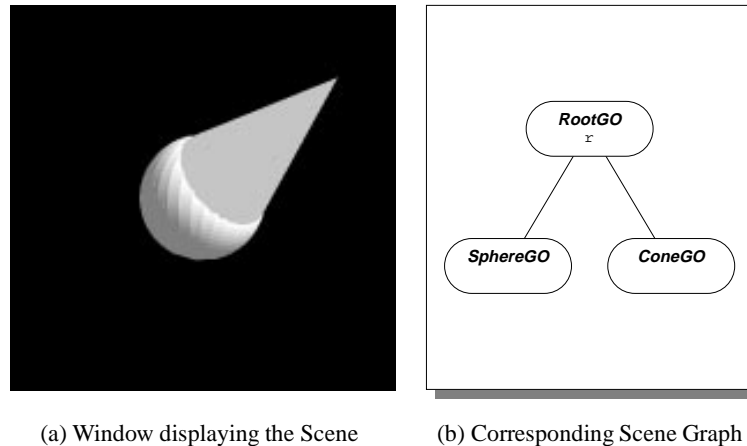 RootGO
r
SphereGO
ConeGO
(a) Window displaying the Scene
(b) Corresponding Scene Graph